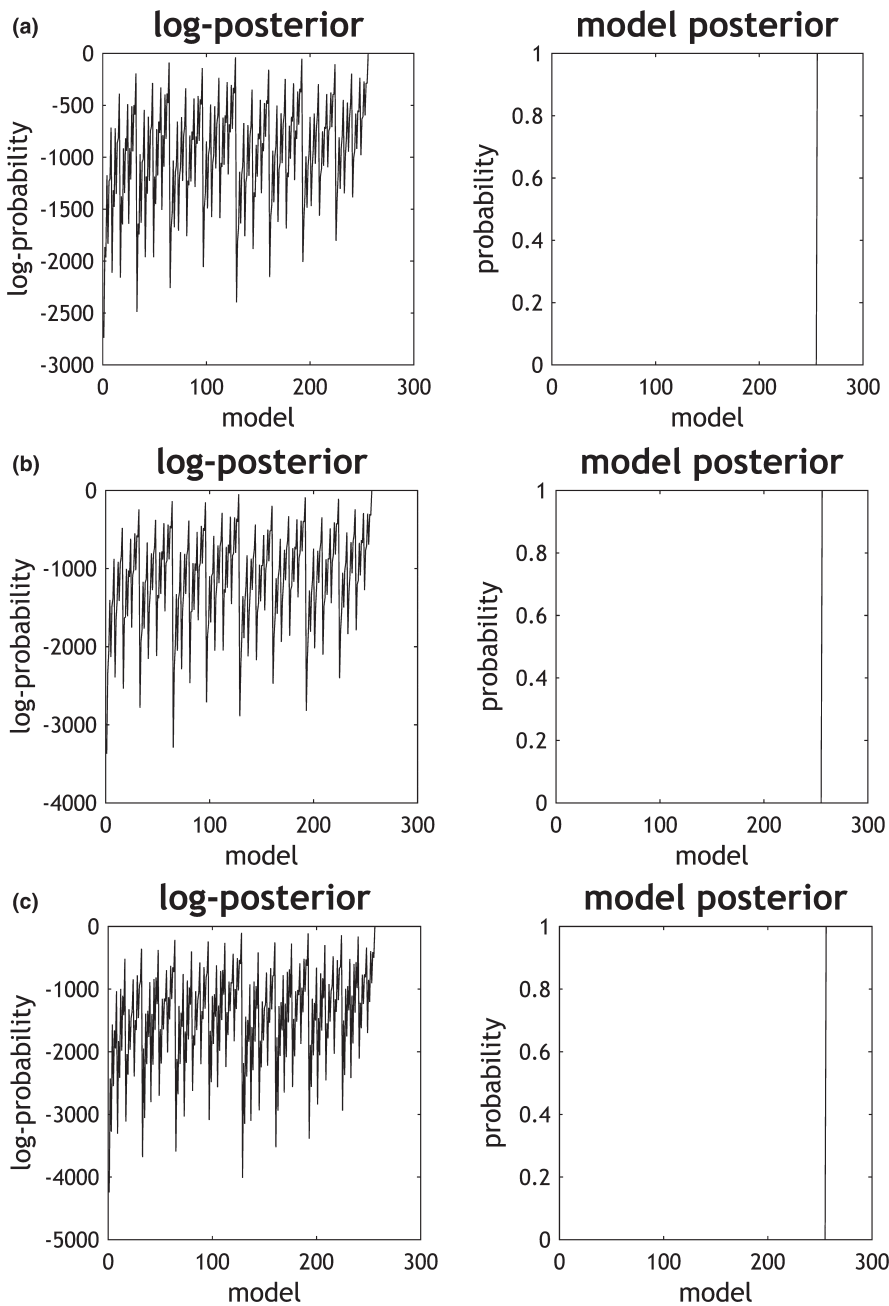 (a)
log-posterior
model posterior
0
-500
-1000
-1500
-2000
-2500
-3000
log-probability
0 100 200 300
model
1
0.8
0.6
0.4
0.2
0
probability
0 100 200 300
model
(b)
log-posterior
model posterior
0
-1000
-2000
-3000
-4000
log-probability
0 100 200 300
model
1
0.8
0.6
0.4
0.2
0
probability
0 100 200 300
model
(c)
log-posterior
model posterior
0
-1000
-2000
-3000
-4000
-5000
log-probability
0 100 200 300
model
1
0.8
0.6
0.4
0.2
0
probability
0 100 200 300
model